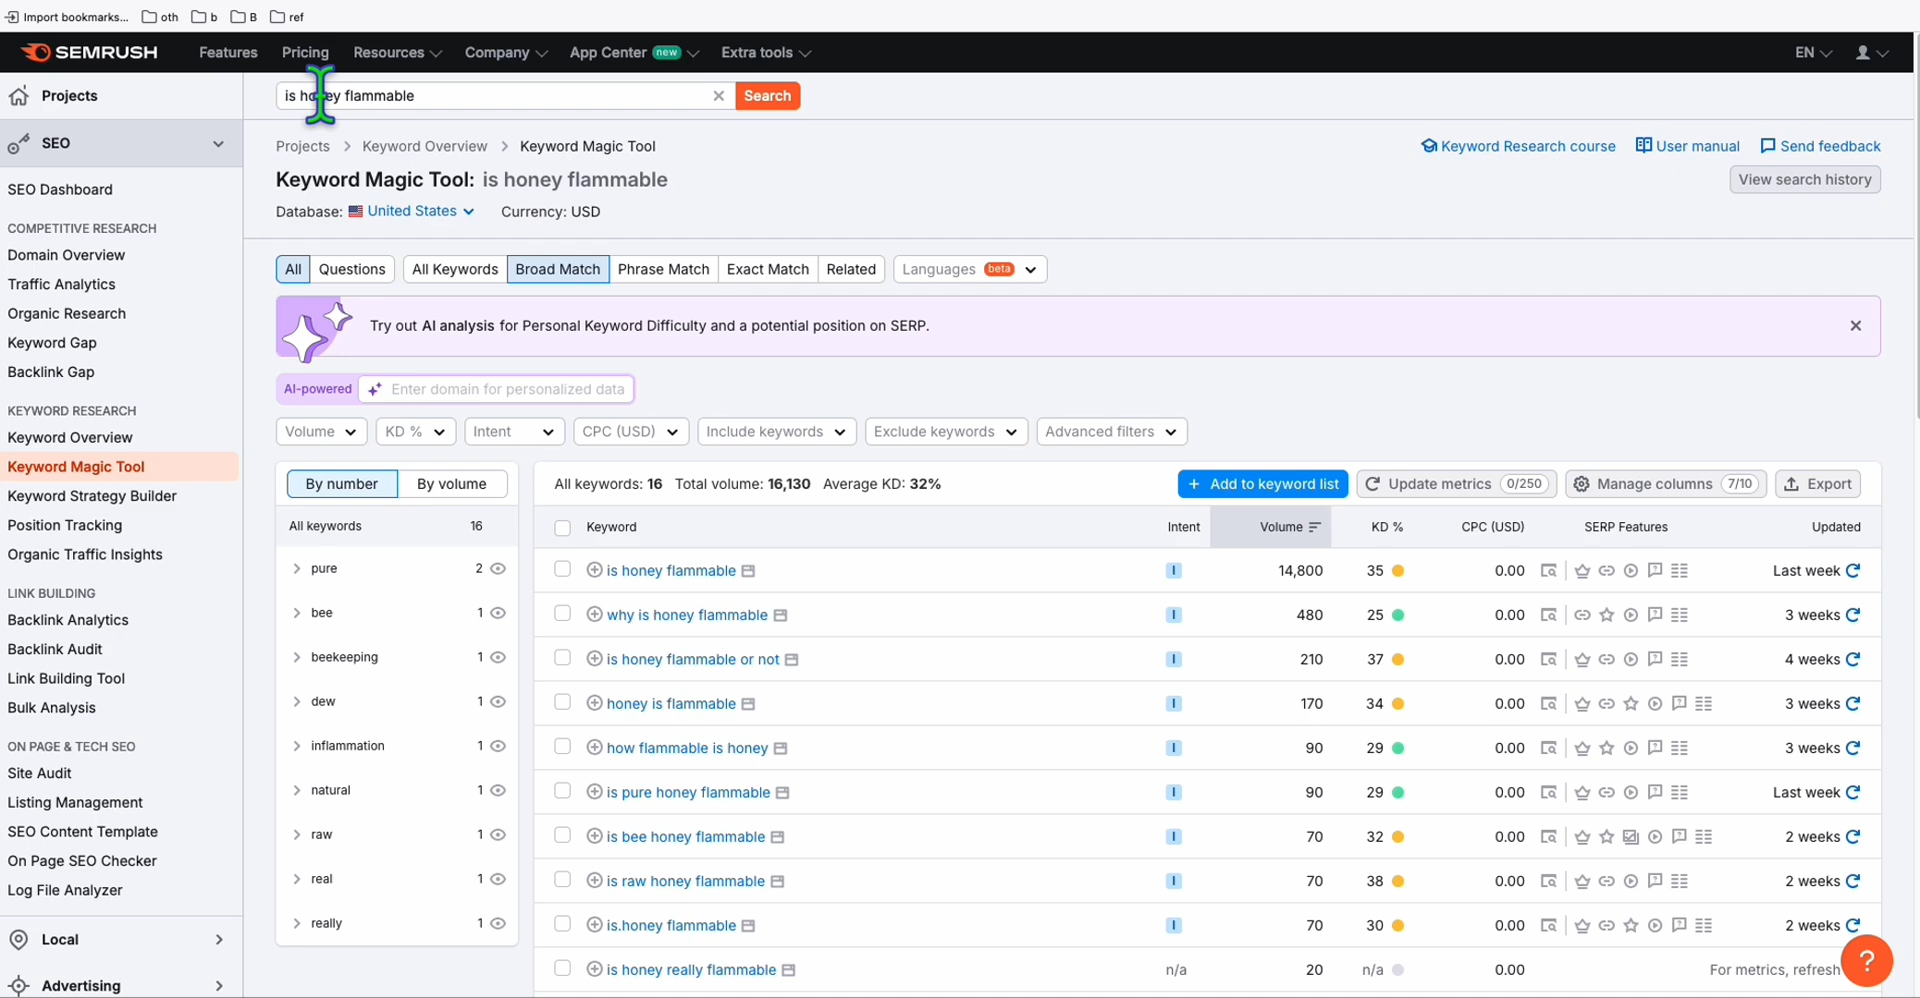 Import bookmarks... oth b B ref
SEMRUSH Features Pricing Resources Company App Center new Extra tools EN
Projects
is honey flammable Search
SEO
Projects > Keyword Overview > Keyword Magic Tool
Keyword Research course User manual Send feedback
Keyword Magic Tool: is honey flammable
View search history
Database: United States Currency: USD
SEO Dashboard
COMPETITIVE RESEARCH
Domain Overview
Traffic Analytics
Organic Research
Keyword Gap
Backlink Gap
KEYWORD RESEARCH
Keyword Overview
Keyword Magic Tool
Keyword Strategy Builder
Position Tracking
Organic Traffic Insights
LINK BUILDING
Backlink Analytics
Backlink Audit
Link Building Tool
Bulk Analysis
ON PAGE & TECH SEO
Site Audit
Listing Management
SEO Content Template
On Page SEO Checker
Log File Analyzer
Local
Advertising
All Questions All Keywords Broad Match Phrase Match Exact Match Related Languages beta
Try out AI analysis for Personal Keyword Difficulty and a potential position on SERP.
AI-powered Enter domain for personalized data
Volume KD % Intent CPC (USD) Include keywords Exclude keywords Advanced filters
By number By volume
All keywords 16
pure 2
bee 1
beekeeping 1
dew 1
inflammation 1
natural 1
raw 1
real 1
really 1
All keywords: 16 Total volume: 16,130 Average KD: 32%
+ Add to keyword list Update metrics 0/250 Manage columns 7/10 Export
Keyword Intent Volume KD % CPC (USD) SERP Features Updated
is honey flammable I 14,800 35 0.00 Last week
why is honey flammable I 480 25 0.00 3 weeks
is honey flammable or not I 210 37 0.00 4 weeks
honey is flammable I 170 34 0.00 3 weeks
how flammable is honey I 90 29 0.00 3 weeks
is pure honey flammable I 90 29 0.00 Last week
is bee honey flammable I 70 32 0.00 2 weeks
is raw honey flammable I 70 38 0.00 2 weeks
is.honey flammable I 70 30 0.00 2 weeks
is honey really flammable n/a 20 n/a 0.00 For metrics, refresh
?